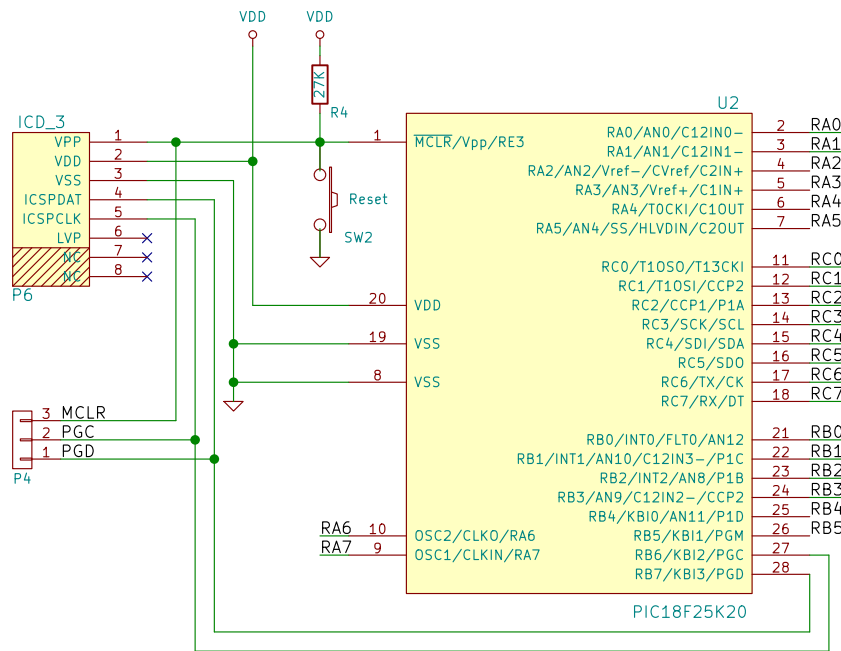 VDD
VDD
27K
R4
ICD_3
VPP 1
VDD 2
VSS 3
ICSPDAT 4
ICSPCLK 5
LVP 6
NC 7
NC 8
P6
Reset
SW2
3 MCLR
2 PGC
1 PGD
P4
U2
1 MCLR/Vpp/RE3
20 VDD
19 VSS
8 VSS
RA6 10 OSC2/CLKO/RA6
RA7 9 OSC1/CLKIN/RA7
RA0/AN0/C12IN0- 2 RA0
RA1/AN1/C12IN1- 3 RA1
RA2/AN2/Vref-/CVref/C2IN+ 4 RA2
RA3/AN3/Vref+/C1IN+ 5 RA3
RA4/T0CKI/C1OUT 6 RA4
RA5/AN4/SS/HLVDIN/C2OUT 7 RA5
RC0/T1OSO/T13CKI 11 RC0
RC1/T1OSI/CCP2 12 RC1
RC2/CCP1/P1A 13 RC2
RC3/SCK/SCL 14 RC3
RC4/SDI/SDA 15 RC4
RC5/SDO 16 RC5
RC6/TX/CK 17 RC6
RC7/RX/DT 18 RC7
RB0/INT0/FLT0/AN12 21 RB0
RB1/INT1/AN10/C12IN3-/P1C 22 RB1
RB2/INT2/AN8/P1B 23 RB2
RB3/AN9/C12IN2-/CCP2 24 RB3
RB4/KBI0/AN11/P1D 25 RB4
RB5/KBI1/PGM 26 RB5
RB6/KBI2/PGC 27
RB7/KBI3/PGD 28
PIC18F25K20